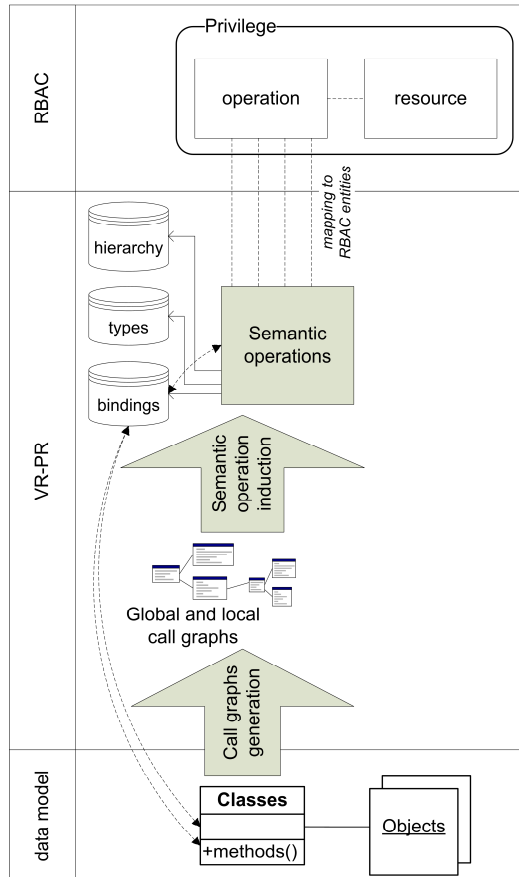 RBAC
Privilege
operation
resource
mapping to
RBAC entities
VR-PR
hierarchy
types
bindings
Semantic
operations
Semantic
operation
induction
Global and local
call graphs
Call graphs
generation
data model
Classes
+methods()
Objects